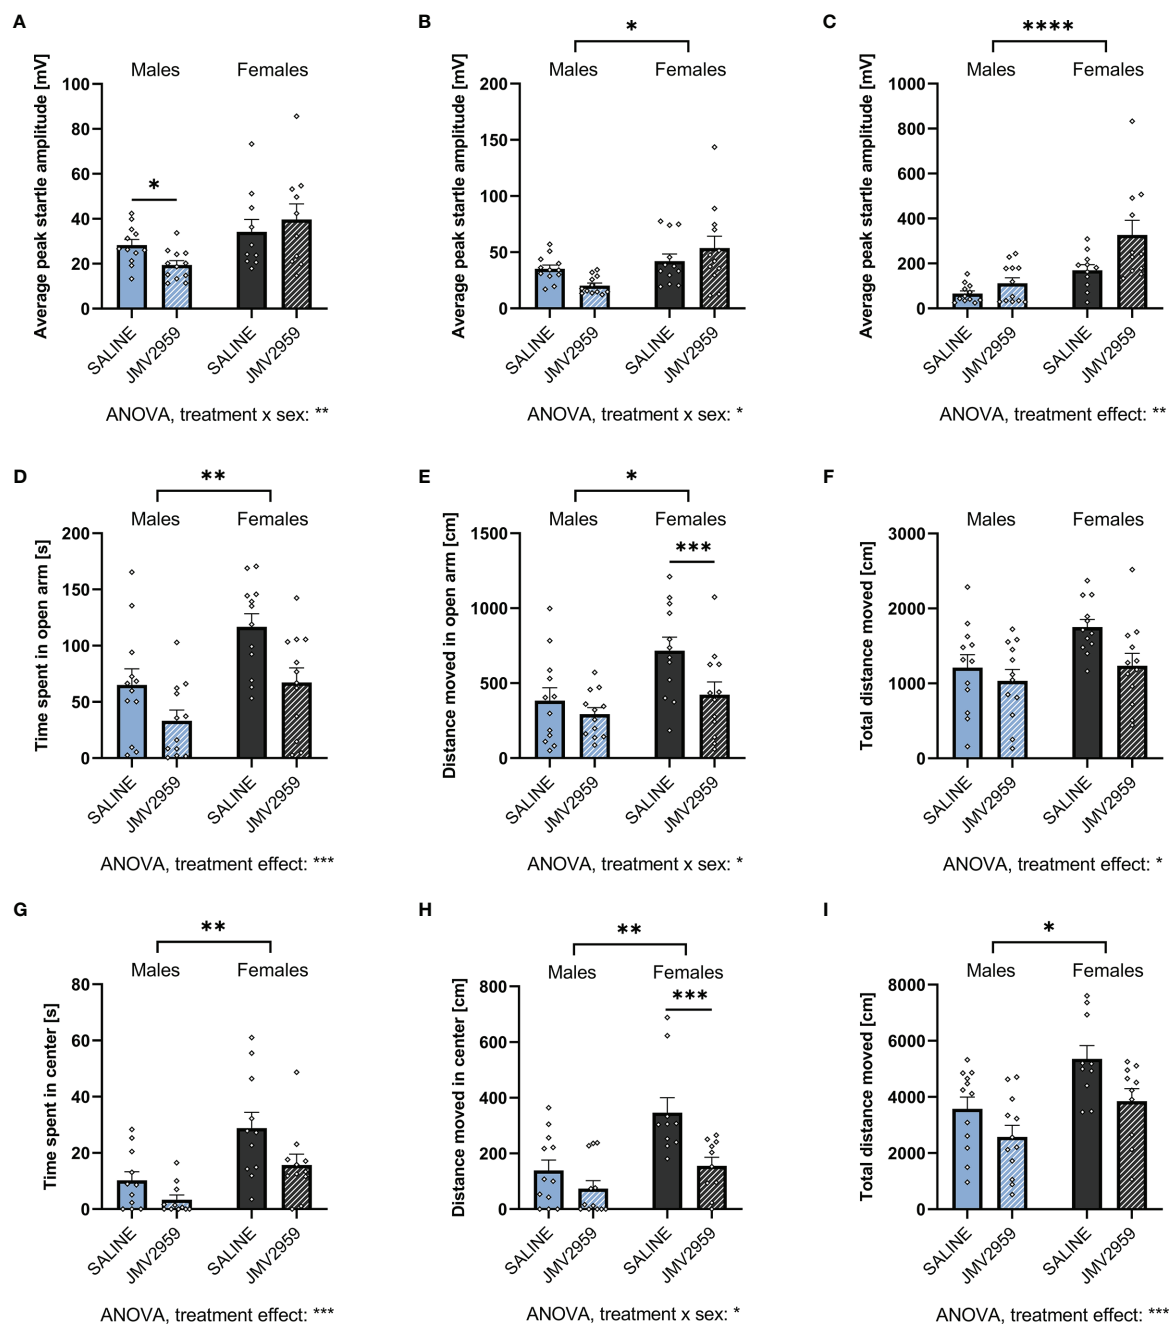 A
Average peak startle amplitude [mV]
Males
Females
100
80
60
40
20
0
*
SALINE
JMV2959
SALINE
JMV2959
ANOVA, treatment x sex: **
B
*
Average peak startle amplitude [mV]
Males
Females
200
150
100
50
0
SALINE
JMV2959
SALINE
JMV2959
ANOVA, treatment x sex: *
C
****
Average peak startle amplitude [mV]
Males
Females
1000
800
600
400
200
0
SALINE
JMV2959
SALINE
JMV2959
ANOVA, treatment effect: **
D
**
Time spent in open arm [s]
Males
Females
200
150
100
50
0
SALINE
JMV2959
SALINE
JMV2959
ANOVA, treatment effect: ***
E
*
Distance moved in open arm [cm]
Males
Females
1500
1000
500
0
***
SALINE
JMV2959
SALINE
JMV2959
ANOVA, treatment x sex: *
F
Total distance moved [cm]
Males
Females
3000
2000
1000
0
SALINE
JMV2959
SALINE
JMV2959
ANOVA, treatment effect: *
G
**
Time spent in center [s]
Males
Females
80
60
40
20
0
SALINE
JMV2959
SALINE
JMV2959
ANOVA, treatment effect: ***
H
**
Distance moved in center [cm]
Males
Females
800
600
400
200
0
***
SALINE
JMV2959
SALINE
JMV2959
ANOVA, treatment x sex: *
I
*
Total distance moved [cm]
Males
Females
8000
6000
4000
2000
0
SALINE
JMV2959
SALINE
JMV2959
ANOVA, treatment effect: ***